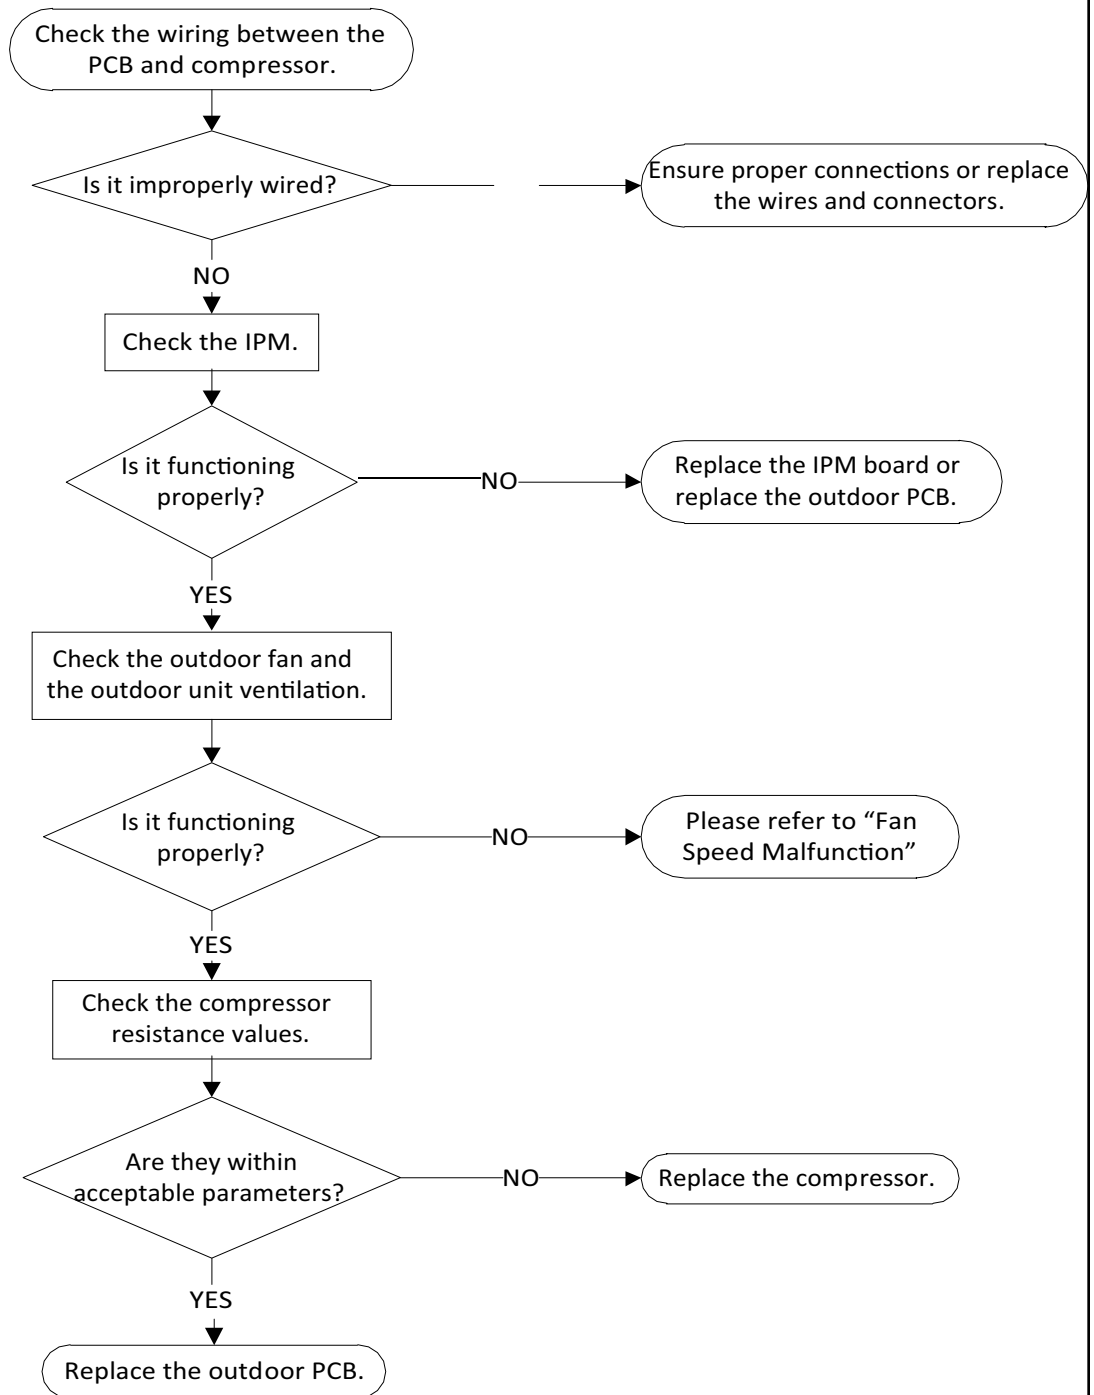 Check the wiring between the
PCB and compressor.
Is it improperly wired?
Ensure proper connections or replace
the wires and connectors.
NO
Check the IPM.
Is it functioning
properly?
NO
Replace the IPM board or
replace the outdoor PCB.
YES
Check the outdoor fan and
the outdoor unit ventilation.
Is it functioning
properly?
NO
Please refer to “Fan
Speed Malfunction”
YES
Check the compressor
resistance values.
Are they within
acceptable parameters?
NO
Replace the compressor.
YES
Replace the outdoor PCB.